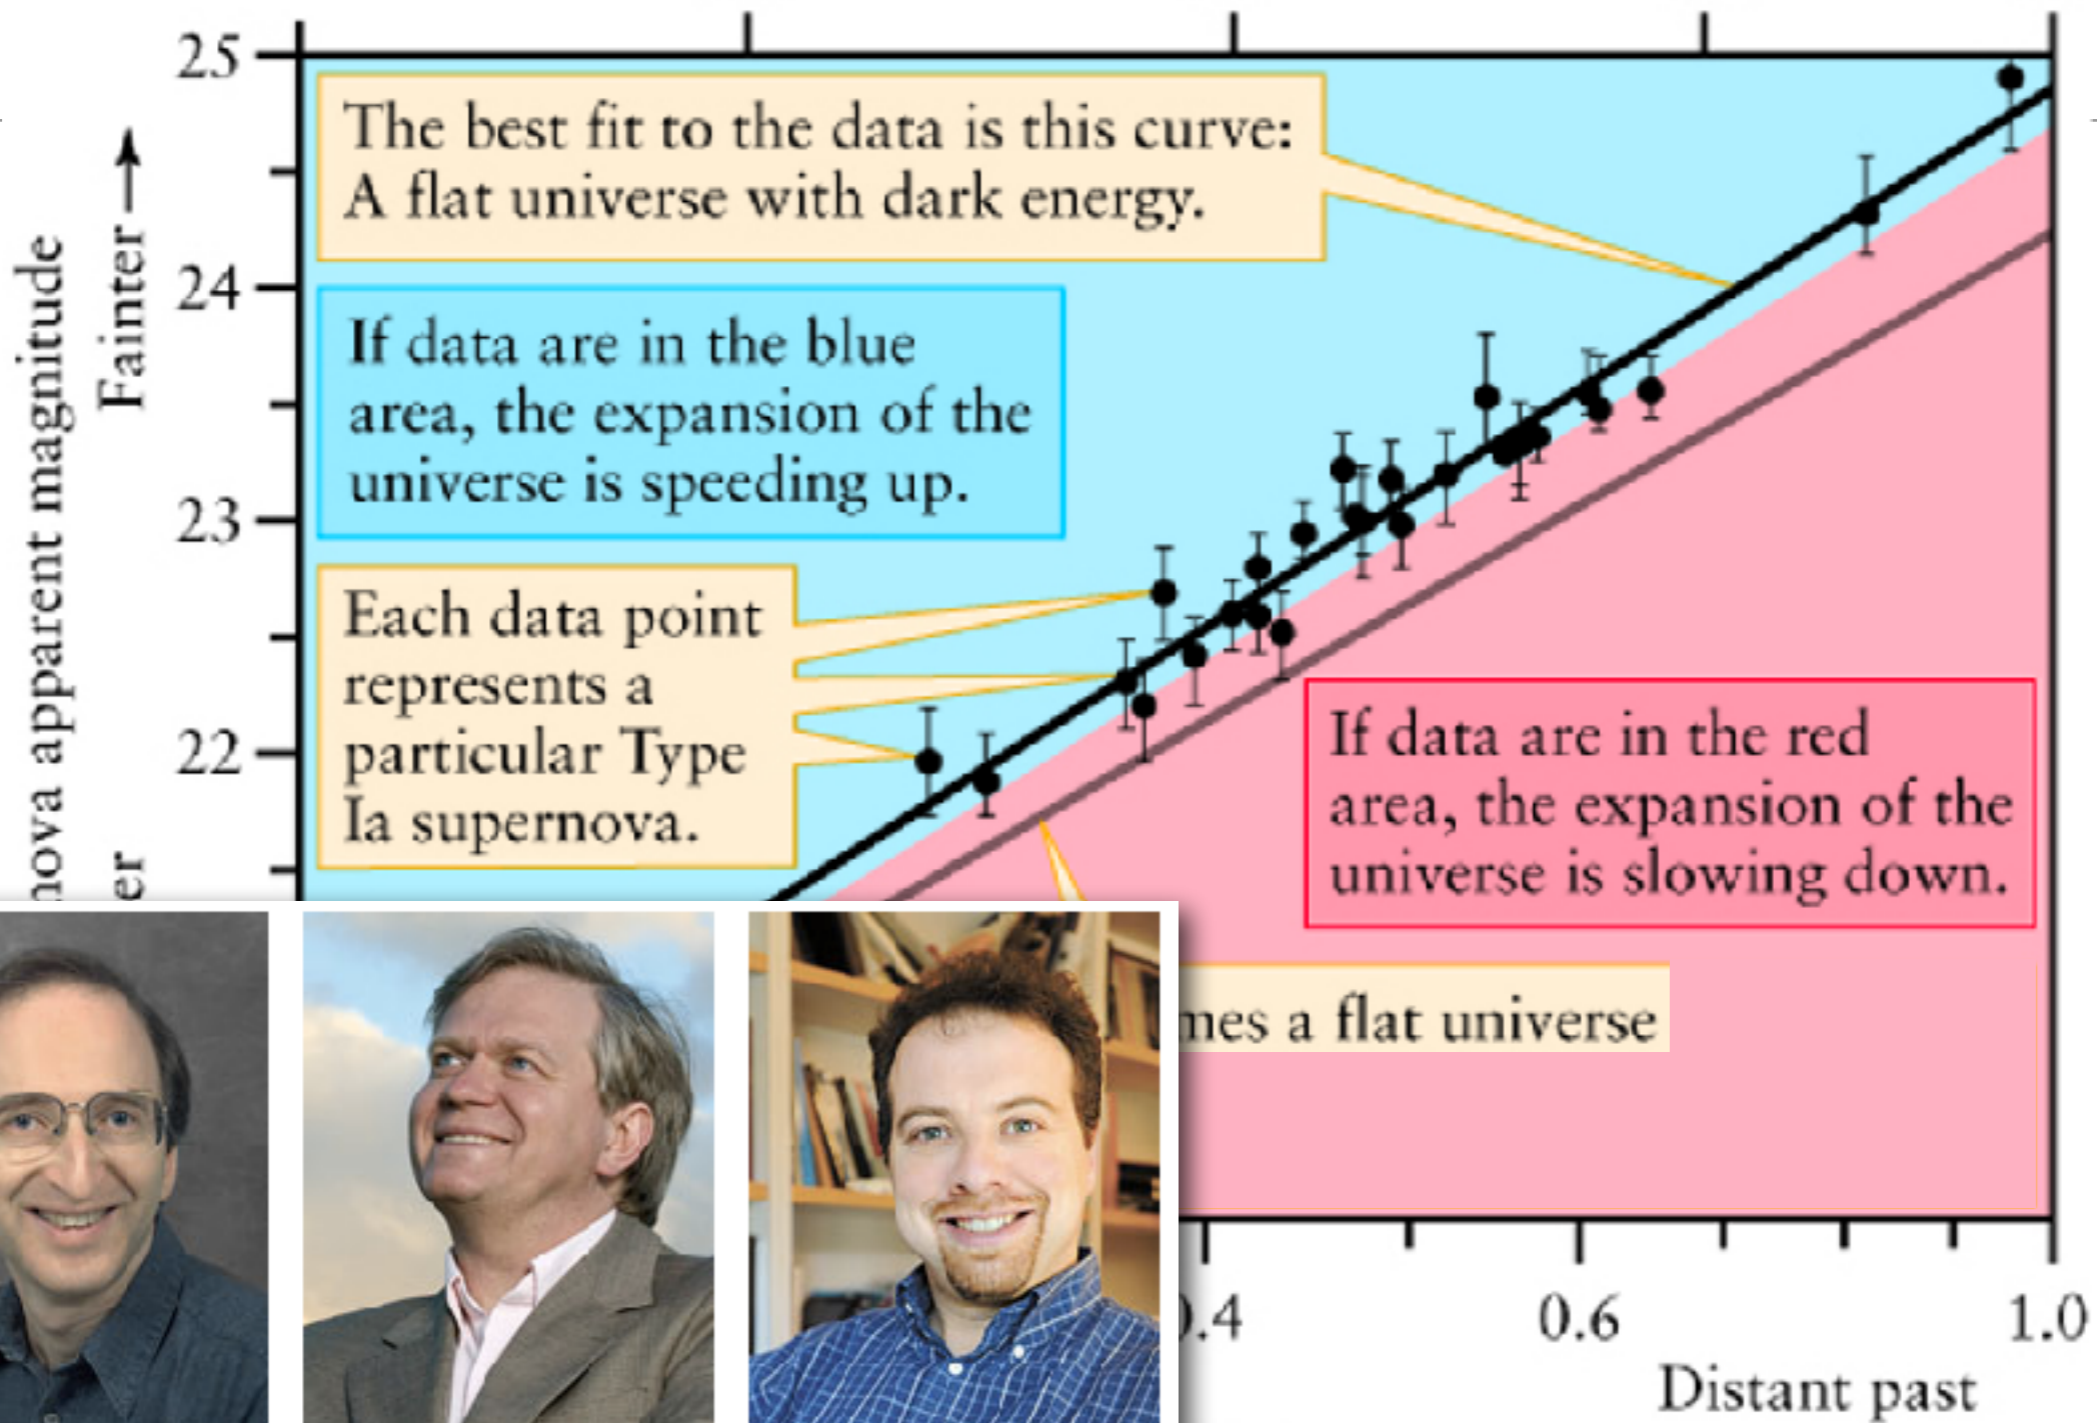 25
The best fit to the data is this curve:
A flat universe with dark energy.
Fainter
24
If data are in the blue
area, the expansion of the
universe is speeding up.
23
nova apparent magnitude
Each data point
represents a
particular Type
Ia supernova.
22
er
If data are in the red
area, the expansion of the
universe is slowing down.
mes a flat universe
0.4
0.6
1.0
Distant past